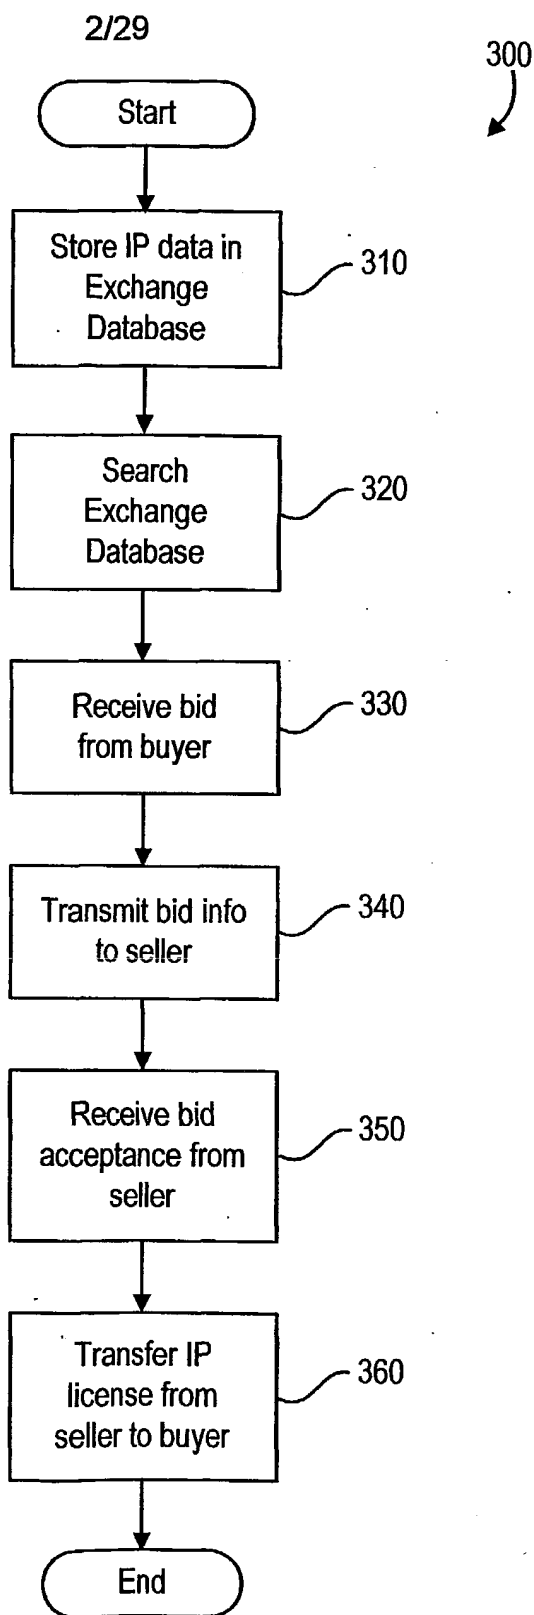 2/29
300
Start
Store IP data in
Exchange
Database
310
Search
Exchange
Database
320
Receive bid
from buyer
330
Transmit bid info
to seller
340
Receive bid
acceptance from
seller
350
Transfer IP
license from
seller to buyer
360
End